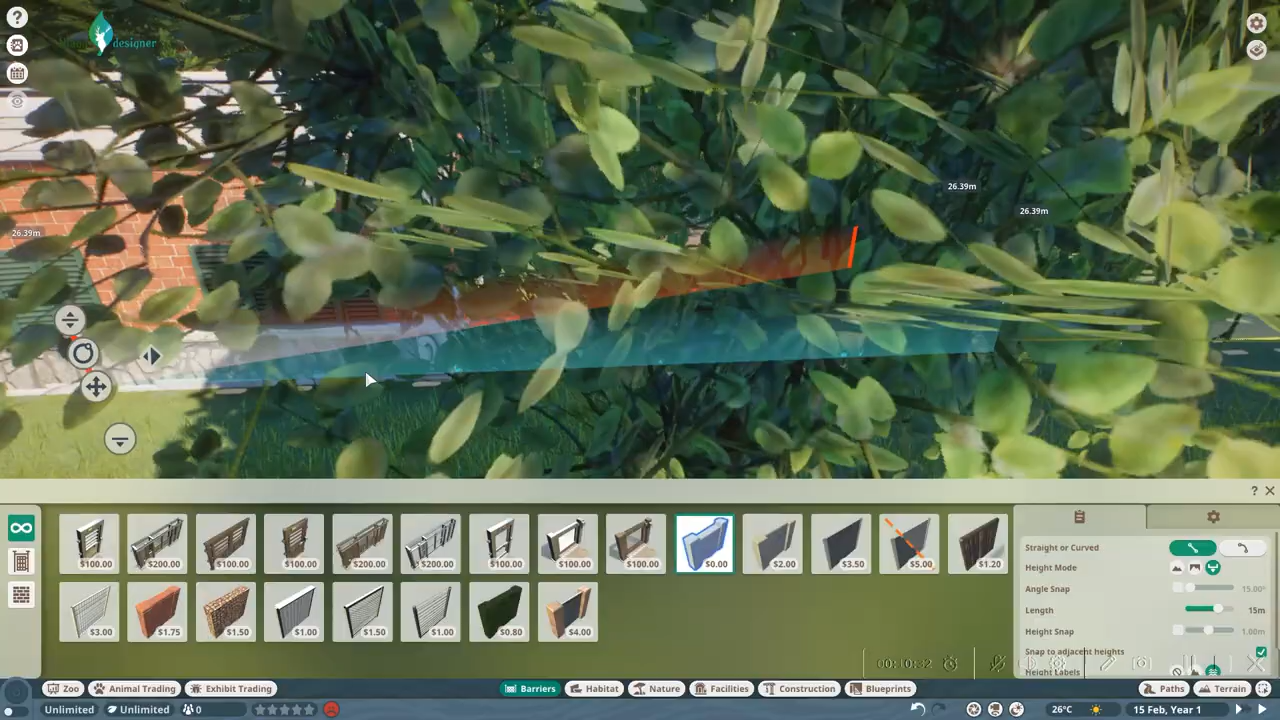 designer
26.39m
26.39m
26.39m
? ×
$100.00 $200.00 $100.00 $100.00 $200.00 $200.00 $100.00 $100.00 $100.00 $0.00 $2.00 $3.50 $5.00 $1.20
$3.00 $1.75 $1.50 $1.00 $1.50 $1.00 $0.80 $4.00
Straight or Curved
Height Mode
Angle Snap 15.00°
Length 15m
Height Snap 1.00m
Snap to adjacent heights
Height Labels
00:10:32
Zoo Animal Trading Exhibit Trading Barriers Habitat Nature Facilities Construction Blueprints Paths Terrain
Unlimited Unlimited 0 26°C 15 Feb, Year 1